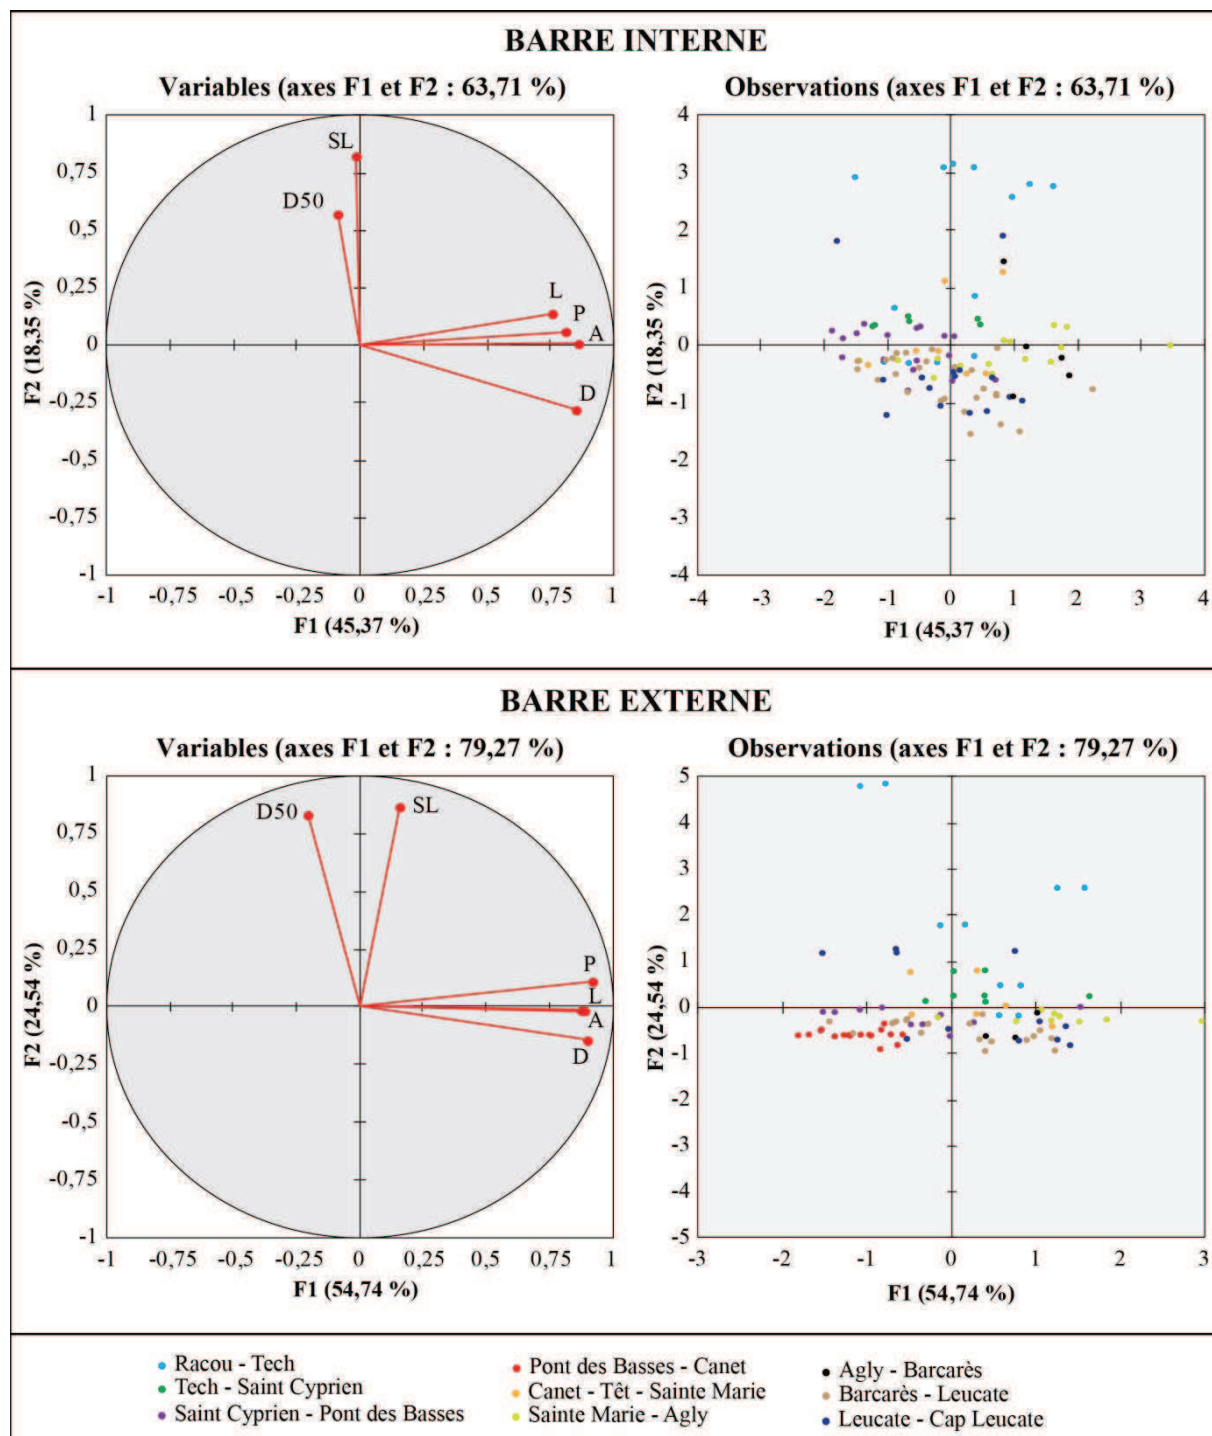 BARRE INTERNE
Variables (axes F1 et F2 : 63,71 %)
Observations (axes F1 et F2 : 63,71 %)
1
0,75
0,5
0,25
0
-0,25
-0,5
-0,75
-1
F2 (18,35 %)
SL
D50
L
P
A
D
-1 -0,75 -0,5 -0,25 0 0,25 0,5 0,75 1
F1 (45,37 %)
4
3
2
1
0
-1
-2
-3
-4
F2 (18,35 %)
-4 -3 -2 -1 0 1 2 3 4
F1 (45,37 %)
BARRE EXTERNE
Variables (axes F1 et F2 : 79,27 %)
Observations (axes F1 et F2 : 79,27 %)
1
0,75
0,5
0,25
0
-0,25
-0,5
-0,75
-1
F2 (24,54 %)
D50
SL
P
L
A
D
-1 -0,75 -0,5 -0,25 0 0,25 0,5 0,75 1
F1 (54,74 %)
5
4
3
2
1
0
-1
-2
-3
-4
-5
F2 (24,54 %)
-3 -2 -1 0 1 2 3
F1 (54,74 %)
Racou - Tech
Tech - Saint Cyprien
Saint Cyprien - Pont des Basses
Pont des Basses - Canet
Canet - Têt - Sainte Marie
Sainte Marie - Agly
Agly - Barcarès
Barcarès - Leucate
Leucate - Cap Leucate